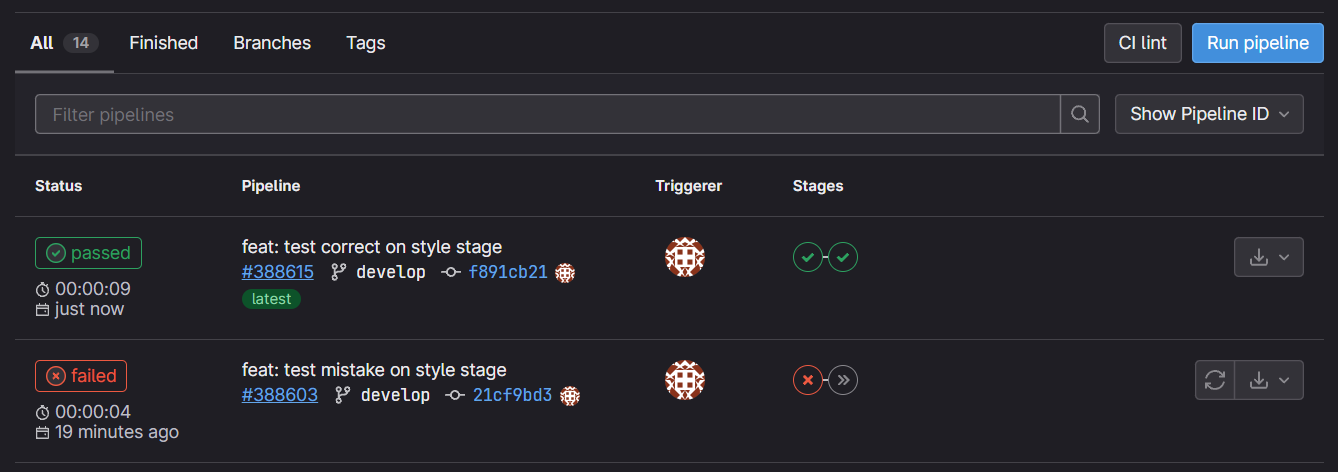 All 14 Finished Branches Tags CI lint Run pipeline
Filter pipelines Show Pipeline ID
Status Pipeline Triggerer Stages
passed feat: test correct on style stage
#388615 develop f891cb21
00:00:09 latest
just now
failed feat: test mistake on style stage
#388603 develop 21cf9bd3
00:00:04
19 minutes ago